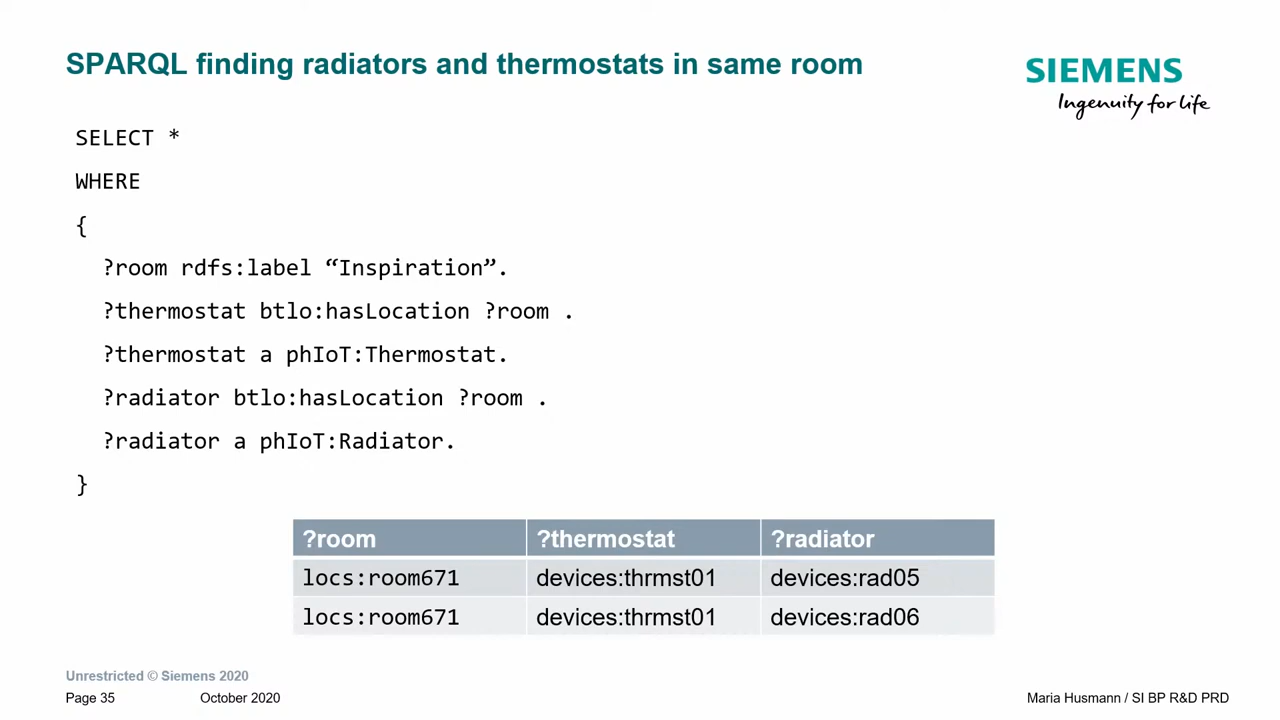 SPARQL finding radiators and thermostats in same room
SIEMENS
Ingenuity for life
SELECT *
WHERE
{
?room rdfs:label “Inspiration”.
?thermostat btlo:hasLocation ?room .
?thermostat a phIoT:Thermostat.
?radiator btlo:hasLocation ?room .
?radiator a phIoT:Radiator.
}
?room ?thermostat ?radiator
locs:room671 devices:thrmst01 devices:rad05
locs:room671 devices:thrmst01 devices:rad06
Unrestricted © Siemens 2020
Page 35 October 2020 Maria Husmann / SI BP R&D PRD